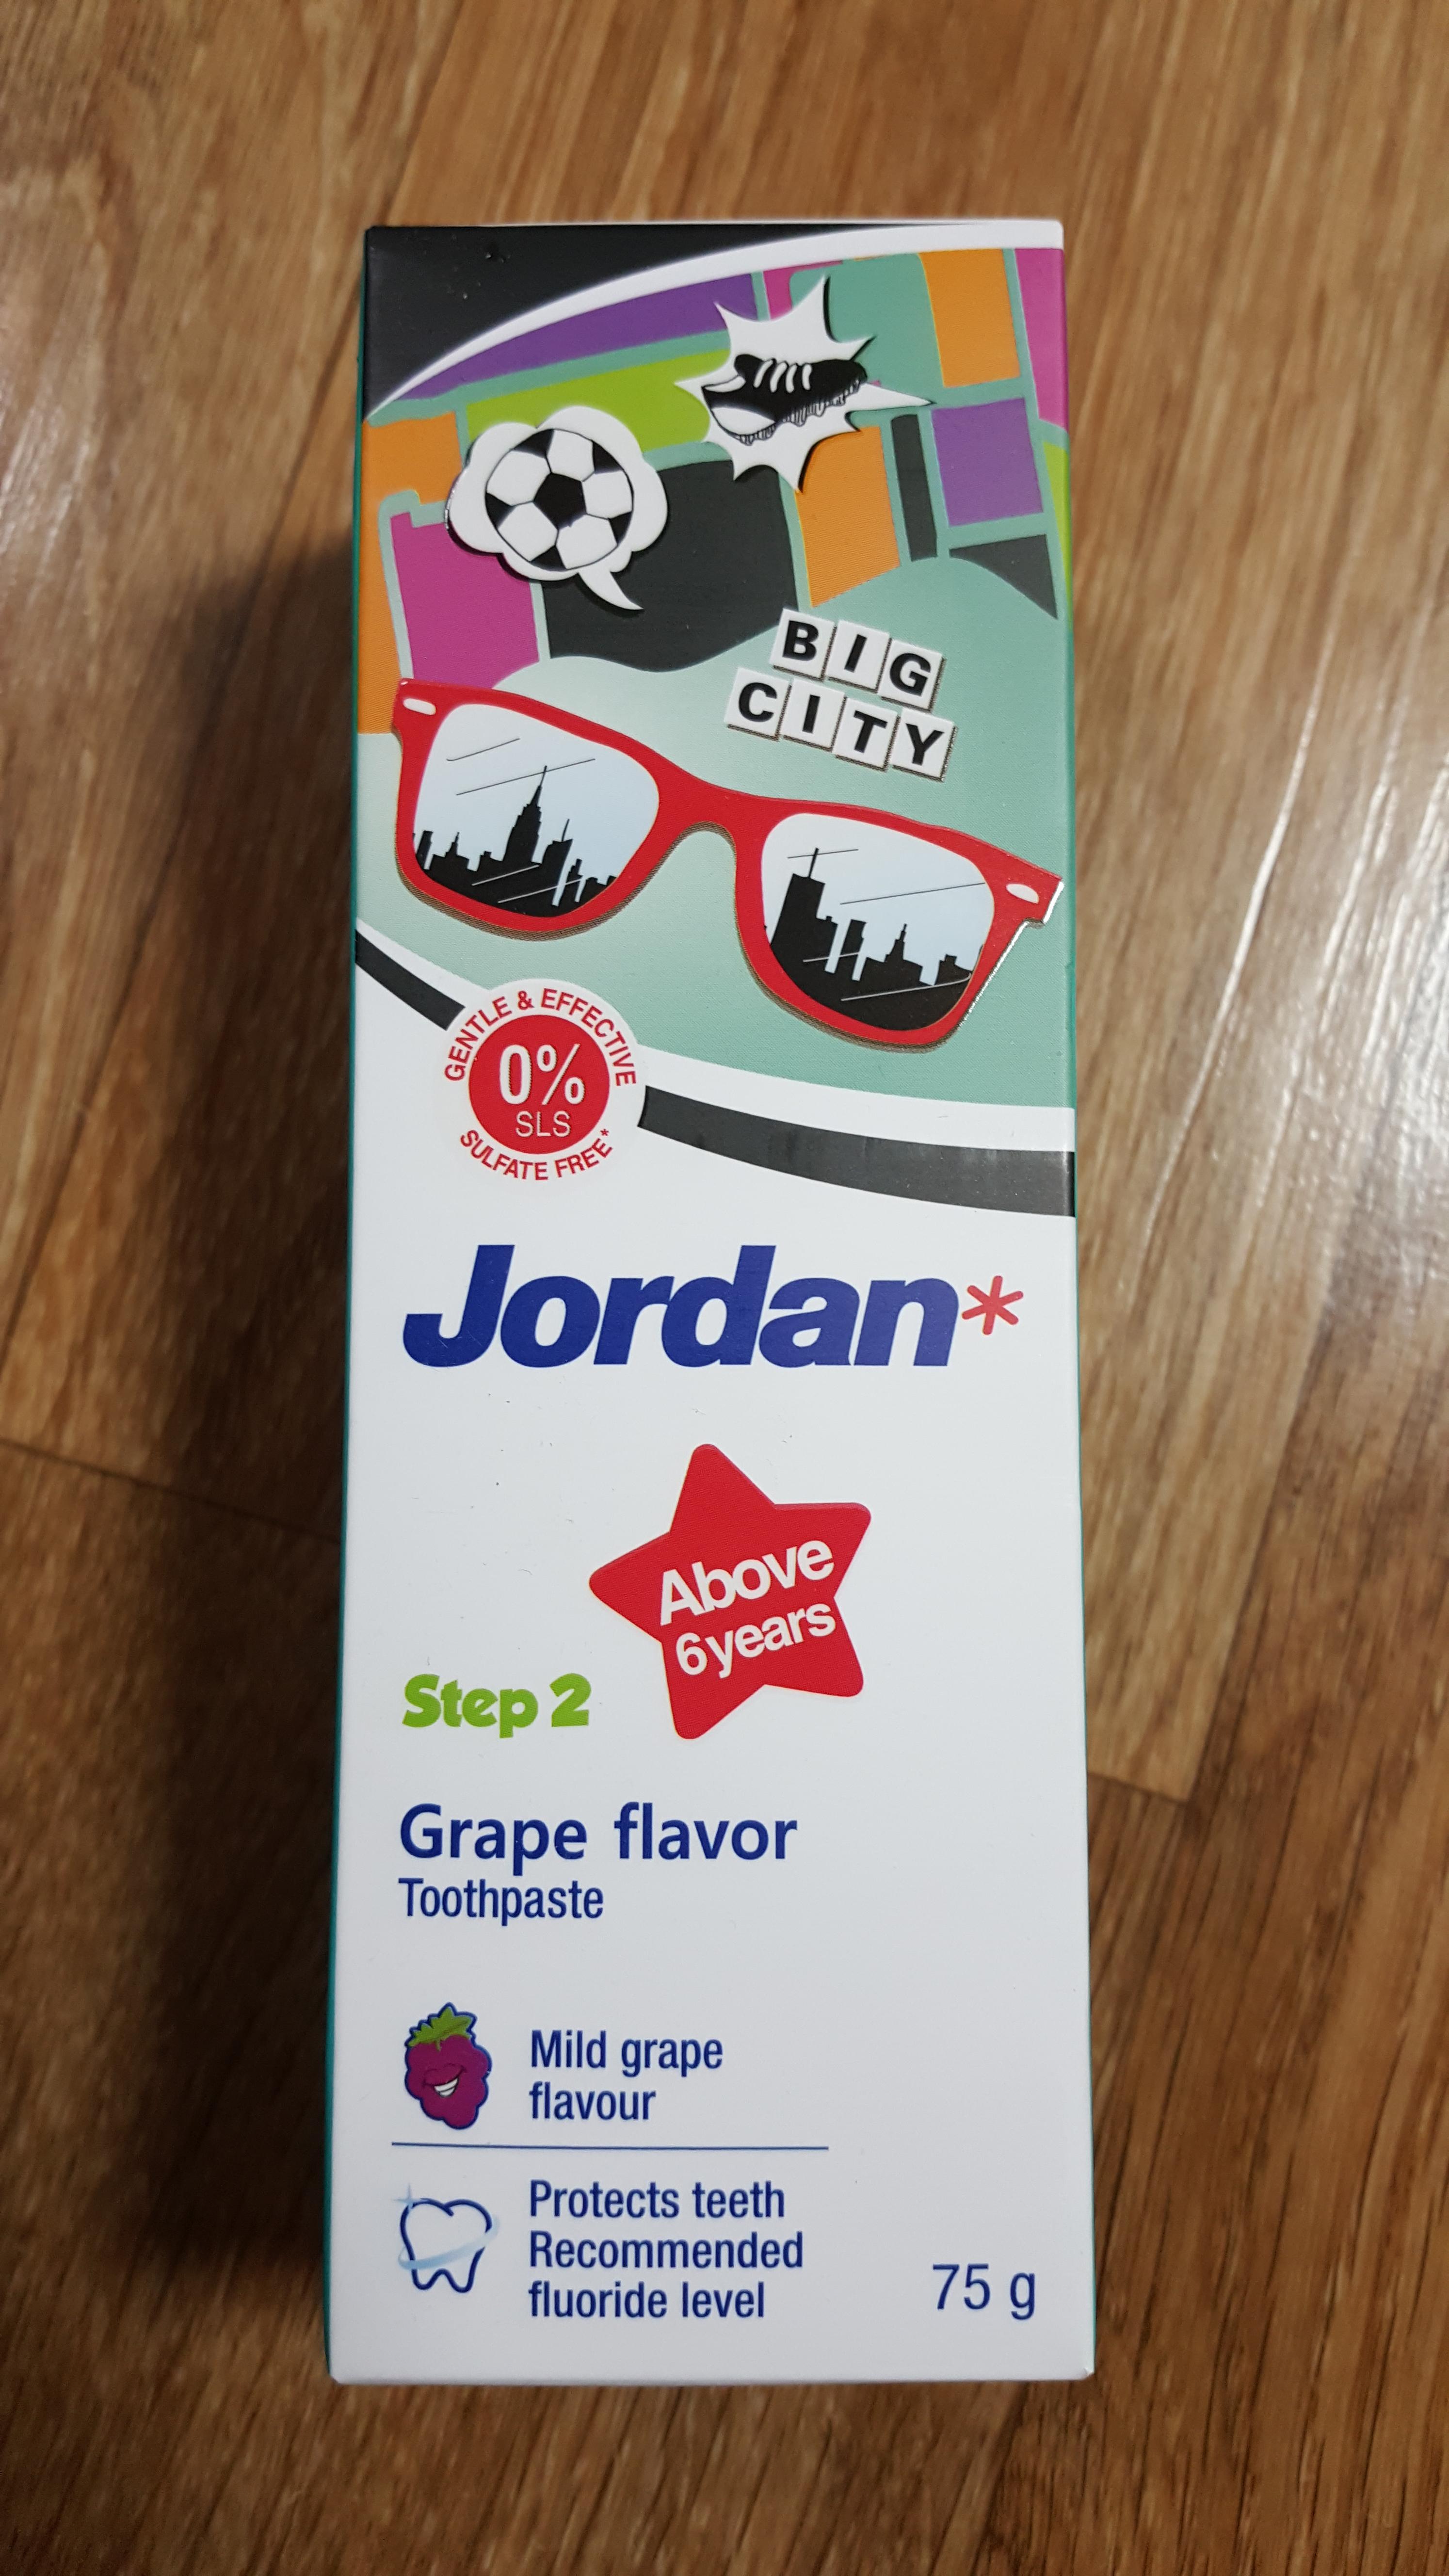 BIG
CITY
GENTLE & EFFECTIVE
0%
SLS
SULFATE FREE*
Jordan*
Above
6 years
Step 2
Grape flavor
Toothpaste
Mild grape
flavour
Protects teeth
Recommended
fluoride level
75 g